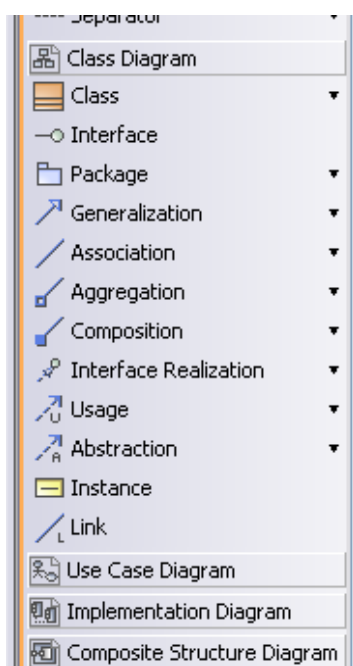 Separator
Class Diagram
Class
Interface
Package
Generalization
Association
Aggregation
Composition
Interface Realization
Usage
Abstraction
Instance
Link
Use Case Diagram
Implementation Diagram
Composite Structure Diagram